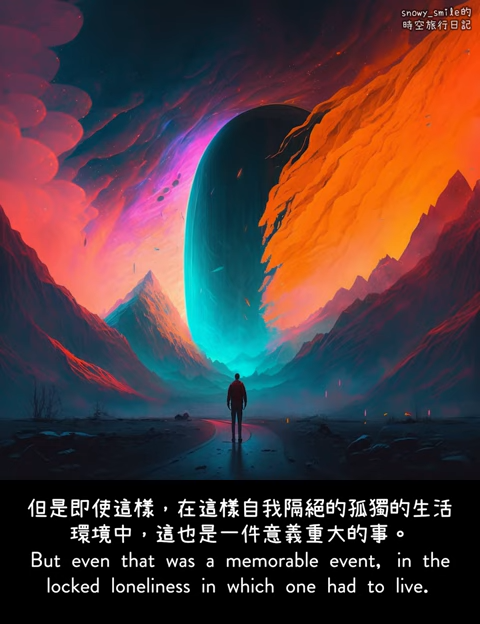 snowy_smile的
時空旅行日記
但是即使這樣，在這樣自我隔絕的孤獨的生活
環境中，這也是一件意義重大的事。
But even that was a memorable event, in the
locked loneliness in which one had to live.